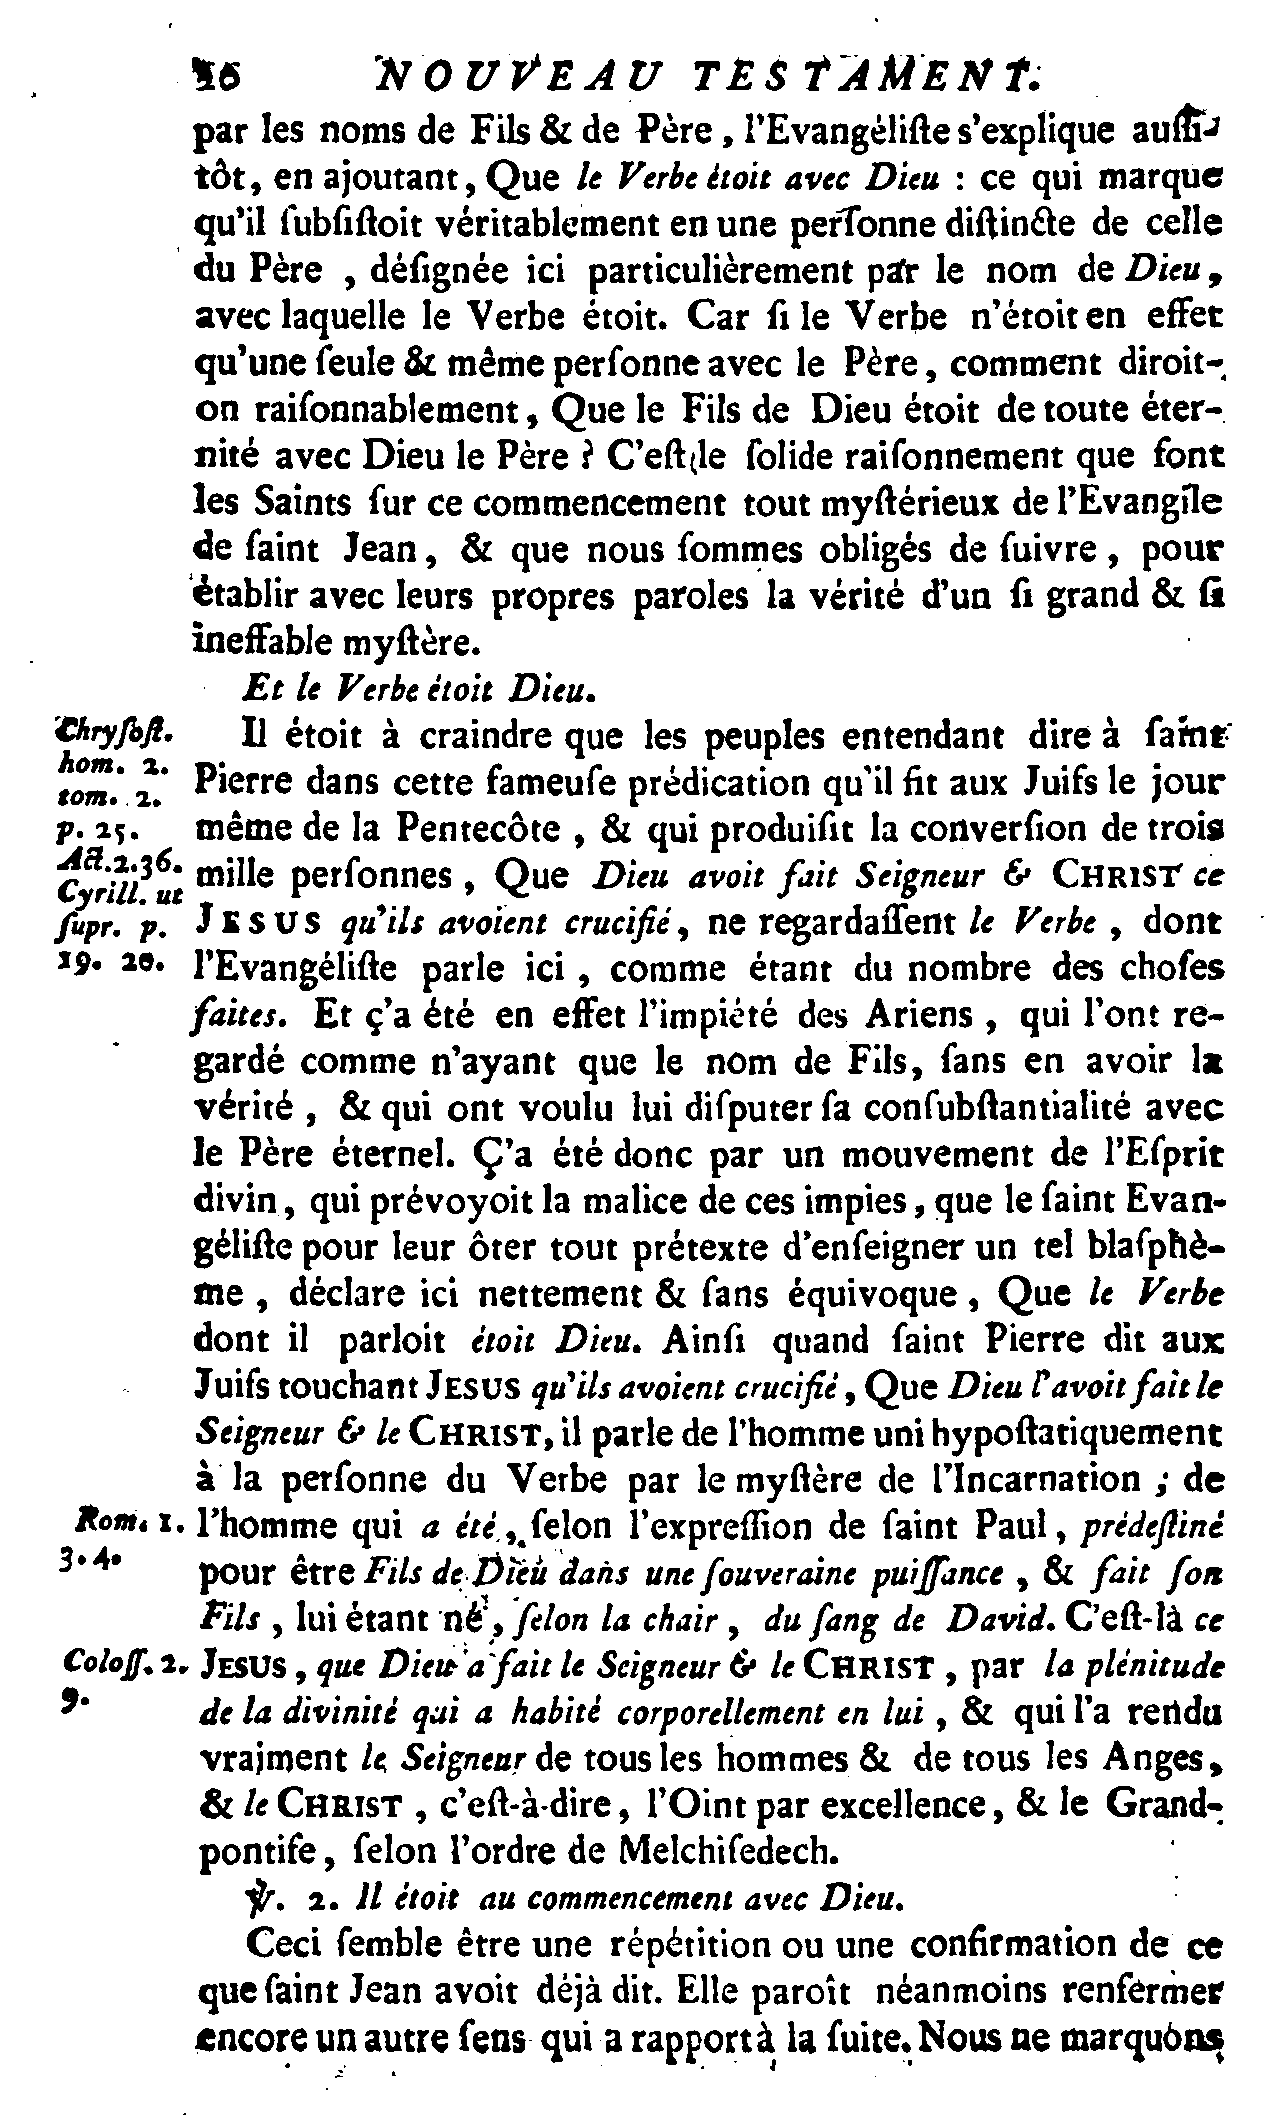 NOUVEAU TESTAMENT.
par les noms de Fils & de Père, l'Evangéliſte s'explique auſſi-
tôt, en ajoutant, Que le Verbe étoit avec Dieu : ce qui marque
qu'il ſubſiſtoit véritablement en une perſonne diſtincte de celle
du Père, déſignée ici particulièrement par le nom de Dieu,
avec laquelle le Verbe étoit. Car ſi le Verbe n'étoit en effet
qu'une ſeule & même perſonne avec le Père, comment diroit-
on raiſonnablement, Que le Fils de Dieu étoit de toute éter-
nité avec Dieu le Père ? C'eſt le ſolide raiſonnement que font
les Saints ſur ce commencement tout myſtérieux de l'Evangile
de ſaint Jean, & que nous ſommes obligés de ſuivre, pour
établir avec leurs propres paroles la vérité d'un ſi grand & ſi
ineffable myſtère.
Et le Verbe étoit Dieu.
Chryſoſt.
hom. 2.
tom. 2.
p. 25.
Act.2.36.
Cyrill. ut
ſupr. p.
19. 20.
Il étoit à craindre que les peuples entendant dire à ſaint
Pierre dans cette fameuſe prédication qu'il fit aux Juifs le jour
même de la Pentecôte, & qui produiſit la converſion de trois
mille perſonnes, Que Dieu avoit fait Seigneur & CHRIST ce
JESUS qu'ils avoient crucifié, ne regardaſſent le Verbe, dont
l'Evangéliſte parle ici, comme étant du nombre des choſes
faites. Et ç'a été en effet l'impiété des Ariens, qui l'ont re-
gardé comme n'ayant que le nom de Fils, ſans en avoir la
vérité, & qui ont voulu lui diſputer ſa conſubſtantialité avec
le Père éternel. Ç'a été donc par un mouvement de l'Eſprit
divin, qui prévoyoit la malice de ces impies, que le ſaint Evan-
géliſte pour leur ôter tout prétexte d'enſeigner un tel blaſphè-
me, déclare ici nettement & ſans équivoque, Que le Verbe
dont il parloit étoit Dieu. Ainſi quand ſaint Pierre dit aux
Juifs touchant JESUS qu'ils avoient crucifié, Que Dieu l'avoit fait le
Seigneur & le CHRIST, il parle de l'homme uni hypoſtatiquement
à la perſonne du Verbe par le myſtère de l'Incarnation ; de
Rom. 1.
3. 4.
l'homme qui a été, ſelon l'expreſſion de ſaint Paul, prédeſtiné
pour être Fils de Dieu dans une ſouveraine puiſſance, & fait ſon
Fils, lui étant né, ſelon la chair, du ſang de David. C'eſt-là ce
Coloſſ. 2.
9.
JESUS, que Dieu a fait le Seigneur & le CHRIST, par la plénitude
de la divinité qui a habité corporellement en lui, & qui l'a rendu
vraiment le Seigneur de tous les hommes & de tous les Anges,
& le CHRIST, c'eſt-à-dire, l'Oint par excellence, & le Grand-
pontife, ſelon l'ordre de Melchiſedech.
℣. 2. Il étoit au commencement avec Dieu.
Ceci ſemble être une répétition ou une confirmation de ce
que ſaint Jean avoit déjà dit. Elle paroît néanmoins renfermer
encore un autre ſens qui a rapport à la ſuite. Nous ne marquons